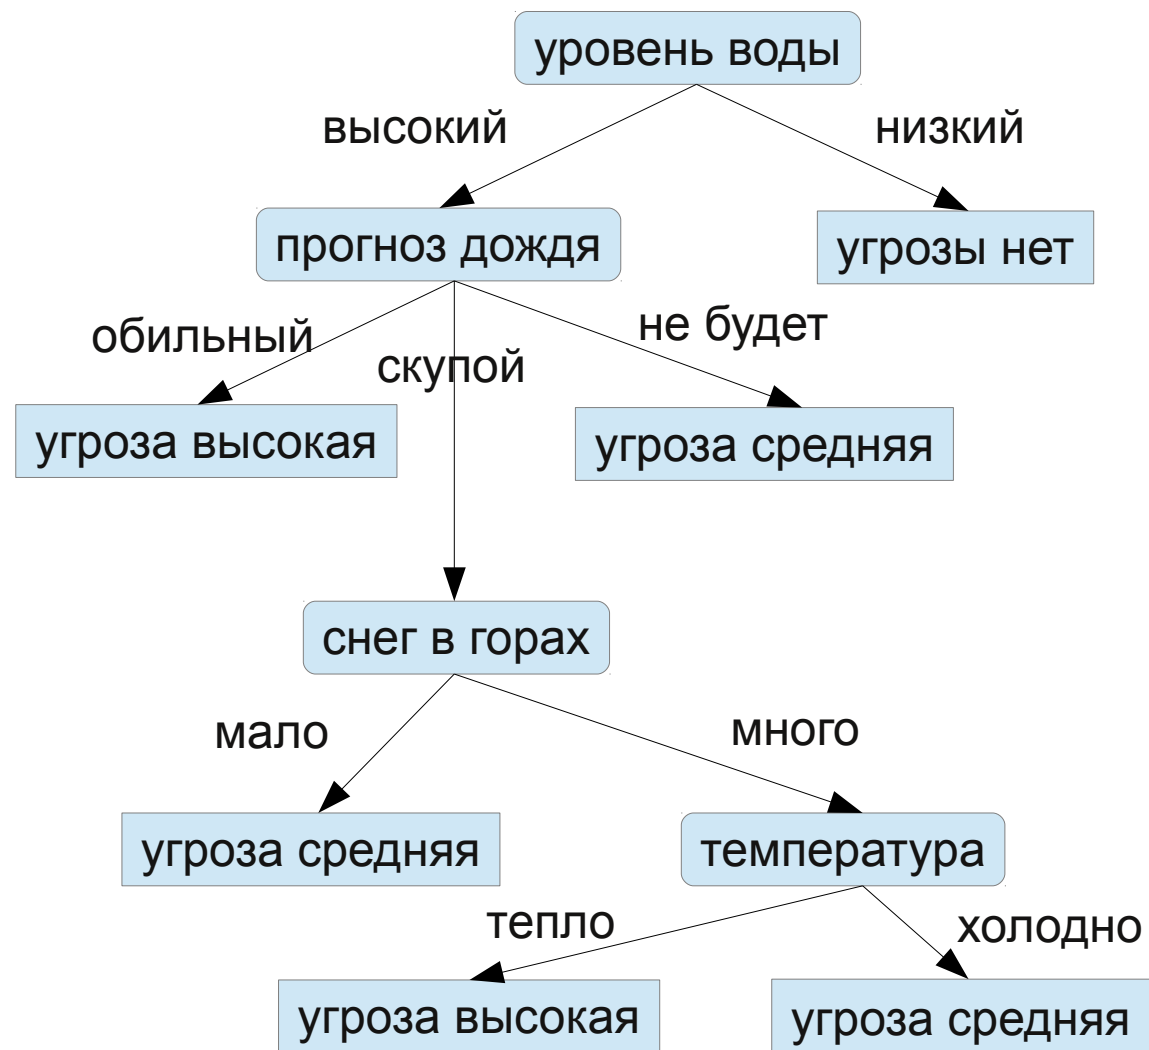 уровень воды
высокий
низкий
прогноз дождя
угрозы нет
обильный
скупой
не будет
угроза высокая
угроза средняя
снег в горах
мало
много
угроза средняя
температура
тепло
холодно
угроза высокая
угроза средняя